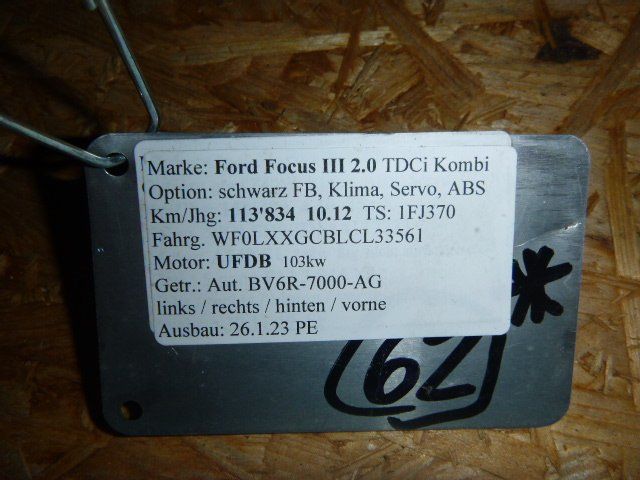 Marke: Ford Focus III 2.0 TDCi Kombi
Option: schwarz FB, Klima, Servo, ABS
Km/Jhg: 113'834 10.12 TS: 1FJ370
Fahrg. WF0LXXGCBLCL33561
Motor: UFDB 103kw
Getr.: Aut. BV6R-7000-AG
links / rechts / hinten / vorne
Ausbau: 26.1.23 PE
62 *